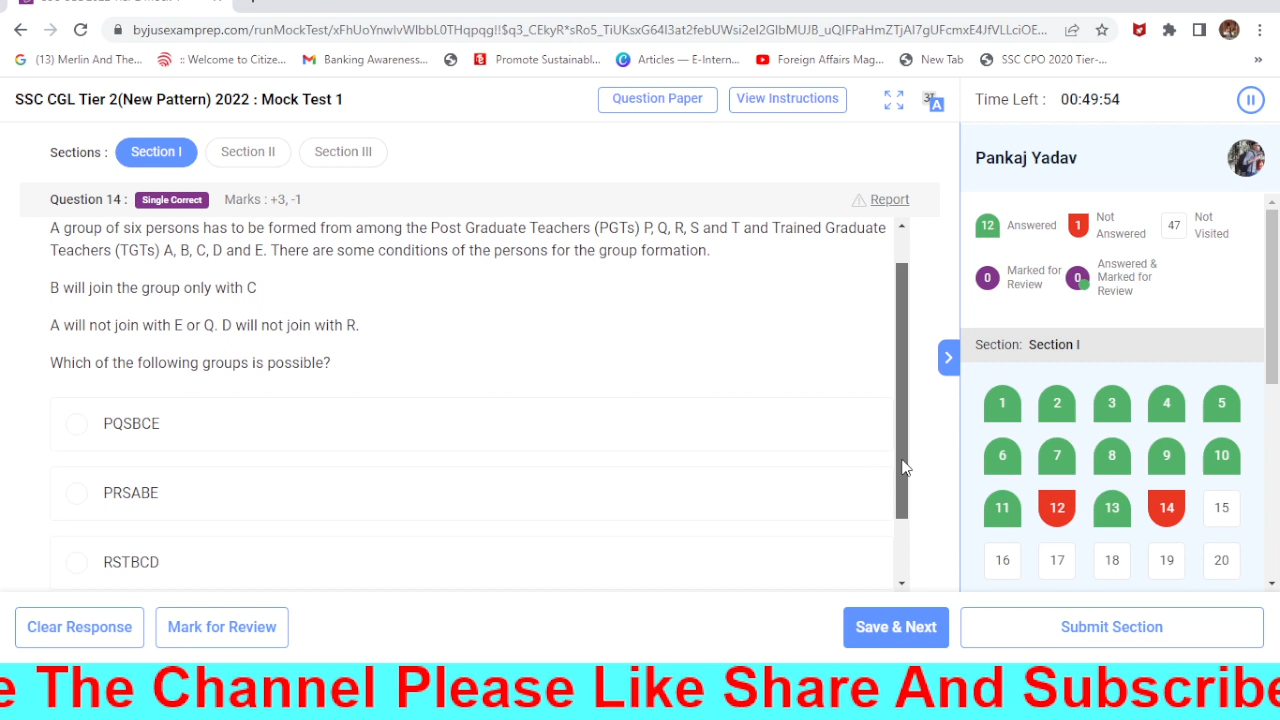 byjusexamprep.com/runMockTest/xFhUoYnwlvWlbbL0THqpqg!!$q3_CEkyR*sRo5_TiUKsxG64l3at2febUWsi2eI2GlbMUJB_uQIFPaHmZTjAI7gUFcmxE4JfVLLciOE...
(13) Merlin And The...
:: Welcome to Citize...
Banking Awareness...
Promote Sustainabl...
Articles — E-Intern...
Foreign Affairs Mag...
New Tab
SSC CPO 2020 Tier-...
»
SSC CGL Tier 2(New Pattern) 2022 : Mock Test 1
Question Paper
View Instructions
Time Left : 00:49:54
Sections : Section I Section II Section III
Pankaj Yadav
Question 14 : Single Correct Marks : +3, -1
Report
A group of six persons has to be formed from among the Post Graduate Teachers (PGTs) P, Q, R, S and T and Trained Graduate
Teachers (TGTs) A, B, C, D and E. There are some conditions of the persons for the group formation.
B will join the group only with C
A will not join with E or Q. D will not join with R.
Which of the following groups is possible?
PQSBCE
PRSABE
RSTBCD
12 Answered
1 Not Answered
47 Not Visited
0 Marked for Review
0 Answered & Marked for Review
Section: Section I
1 2 3 4 5
6 7 8 9 10
11 12 13 14 15
16 17 18 19 20
Clear Response
Mark for Review
Save & Next
Submit Section
e The Channel Please Like Share And Subscribe